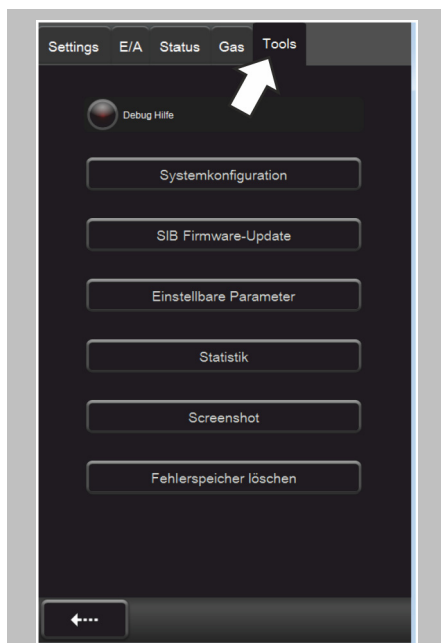 Settings E/A Status Gas Tools
Debug Hilfe
Systemkonfiguration
SIB Firmware-Update
Einstellbare Parameter
Statistik
Screenshot
Fehlerspeicher löschen